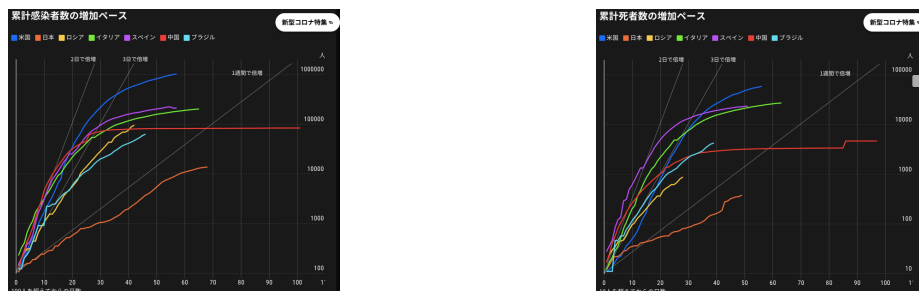 累計感染者数の増加ペース
新型コロナ特集
米国 日本 ロシア イタリア スペイン 中国 ブラジル
人
2日で倍増 3日で倍増 1週間で倍増
1000000
100000
10000
1000
100
0 10 20 30 40 50 60 70 80 90 100 1
累計死者数の増加ペース
新型コロナ特集
米国 日本 ロシア イタリア スペイン 中国 ブラジル
人
2日で倍増 3日で倍増 1週間で倍増
100000
10000
1000
100
10
0 10 20 30 40 50 60 70 80 90 100 1